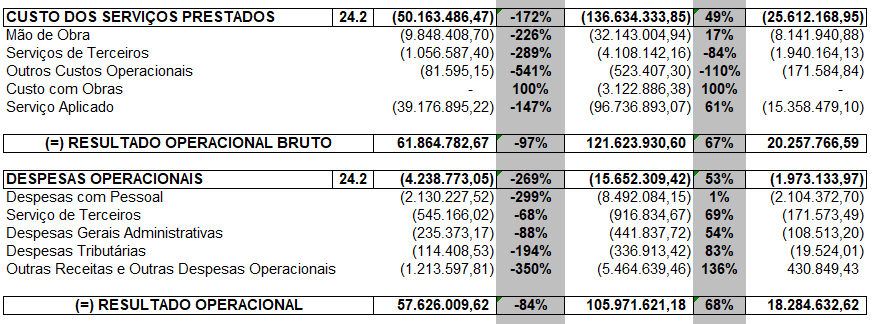 CUSTO DOS SERVIÇOS PRESTADOS 24.2 (50.163.486,47) -172% (136.634.333,85) 49% (25.612.168,95)
Mão de Obra (9.848.408,70) -226% (32.143.004,94) 17% (8.141.940,88)
Serviços de Terceiros (1.056.587,40) -289% (4.108.142,16) -84% (1.940.164,13)
Outros Custos Operacionais (81.595,15) -541% (523.407,30) -110% (171.584,84)
Custo com Obras - 100% (3.122.886,38) 100% -
Serviço Aplicado (39.176.895,22) -147% (96.736.893,07) 61% (15.358.479,10)
(=) RESULTADO OPERACIONAL BRUTO 61.864.782,67 -97% 121.623.930,60 67% 20.257.766,59
DESPESAS OPERACIONAIS 24.2 (4.238.773,05) -269% (15.652.309,42) 53% (1.973.133,97)
Despesas com Pessoal (2.130.227,52) -299% (8.492.084,15) 1% (2.104.372,70)
Serviço de Terceiros (545.166,02) -68% (916.834,67) 69% (171.573,49)
Despesas Gerais Administrativas (235.373,17) -88% (441.837,72) 54% (108.513,20)
Despesas Tributárias (114.408,53) -194% (336.913,42) 83% (19.524,01)
Outras Receitas e Outras Despesas Operacionais (1.213.597,81) -350% (5.464.639,46) 136% 430.849,43
(=) RESULTADO OPERACIONAL 57.626.009,62 -84% 105.971.621,18 68% 18.284.632,62